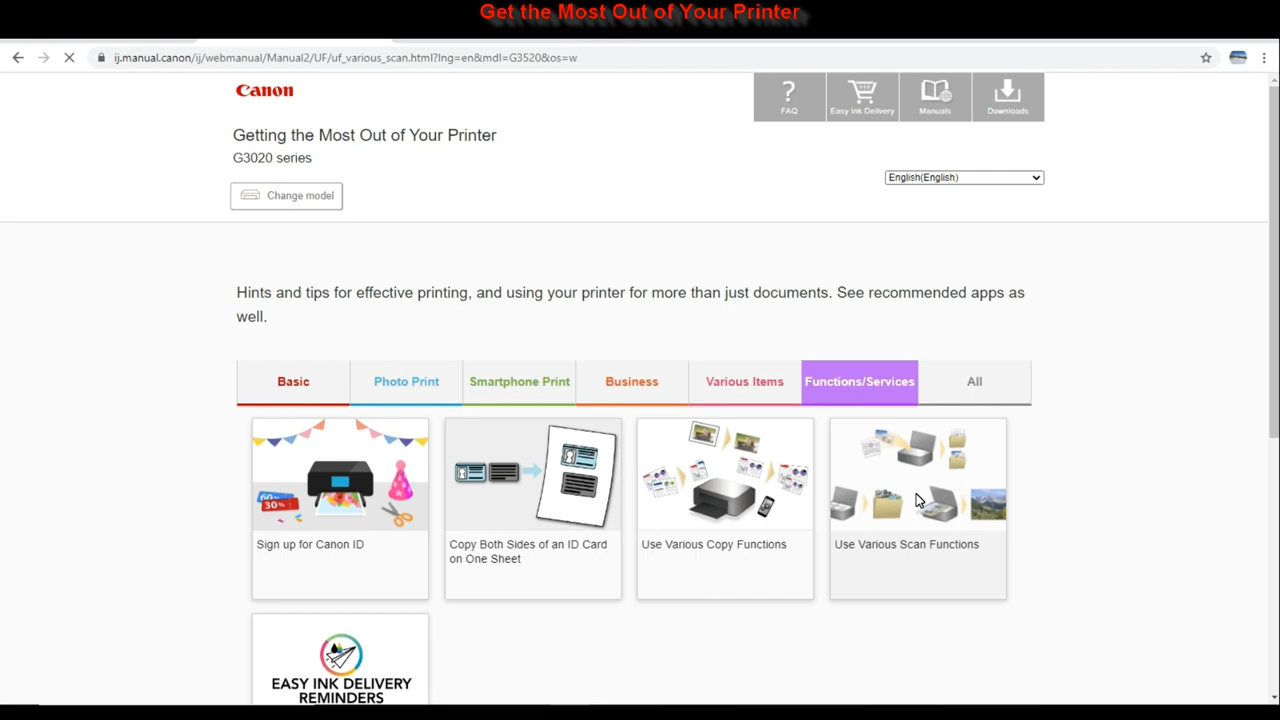 Get the Most Out of Your Printer
ij.manual.canon/ij/webmanual/Manual2/UF/uf_various_scan.html?lng=en&mdl=G3520&os=w
Canon
?
FAQ
Easy Ink Delivery
Manuals
Downloads
Getting the Most Out of Your Printer
G3020 series
English(English)
Change model
Hints and tips for effective printing, and using your printer for more than just documents. See recommended apps as
well.
Basic
Photo Print
Smartphone Print
Business
Various Items
Functions/Services
All
60%
30%
Sign up for Canon ID
Copy Both Sides of an ID Card
on One Sheet
Use Various Copy Functions
Use Various Scan Functions
EASY INK DELIVERY
REMINDERS